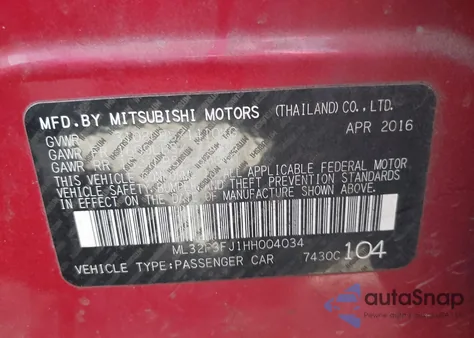 MFD.BY MITSUBISHI MOTORS (THAILAND) CO.,LTD.
APR 2016
GVWR
GAWR
GAWR RR
THIS VEHICLE CONFORMS TO ALL APPLICABLE FEDERAL MOTOR
VEHICLE SAFETY, BUMPER AND THEFT PREVENTION STANDARDS
IN EFFECT ON THE DATE OF MANUFACTURE SHOWN ABOVE.
FJ1HH004034
VEHICLE TYPE:PASSENGER CAR 7430C 104
autoSnap